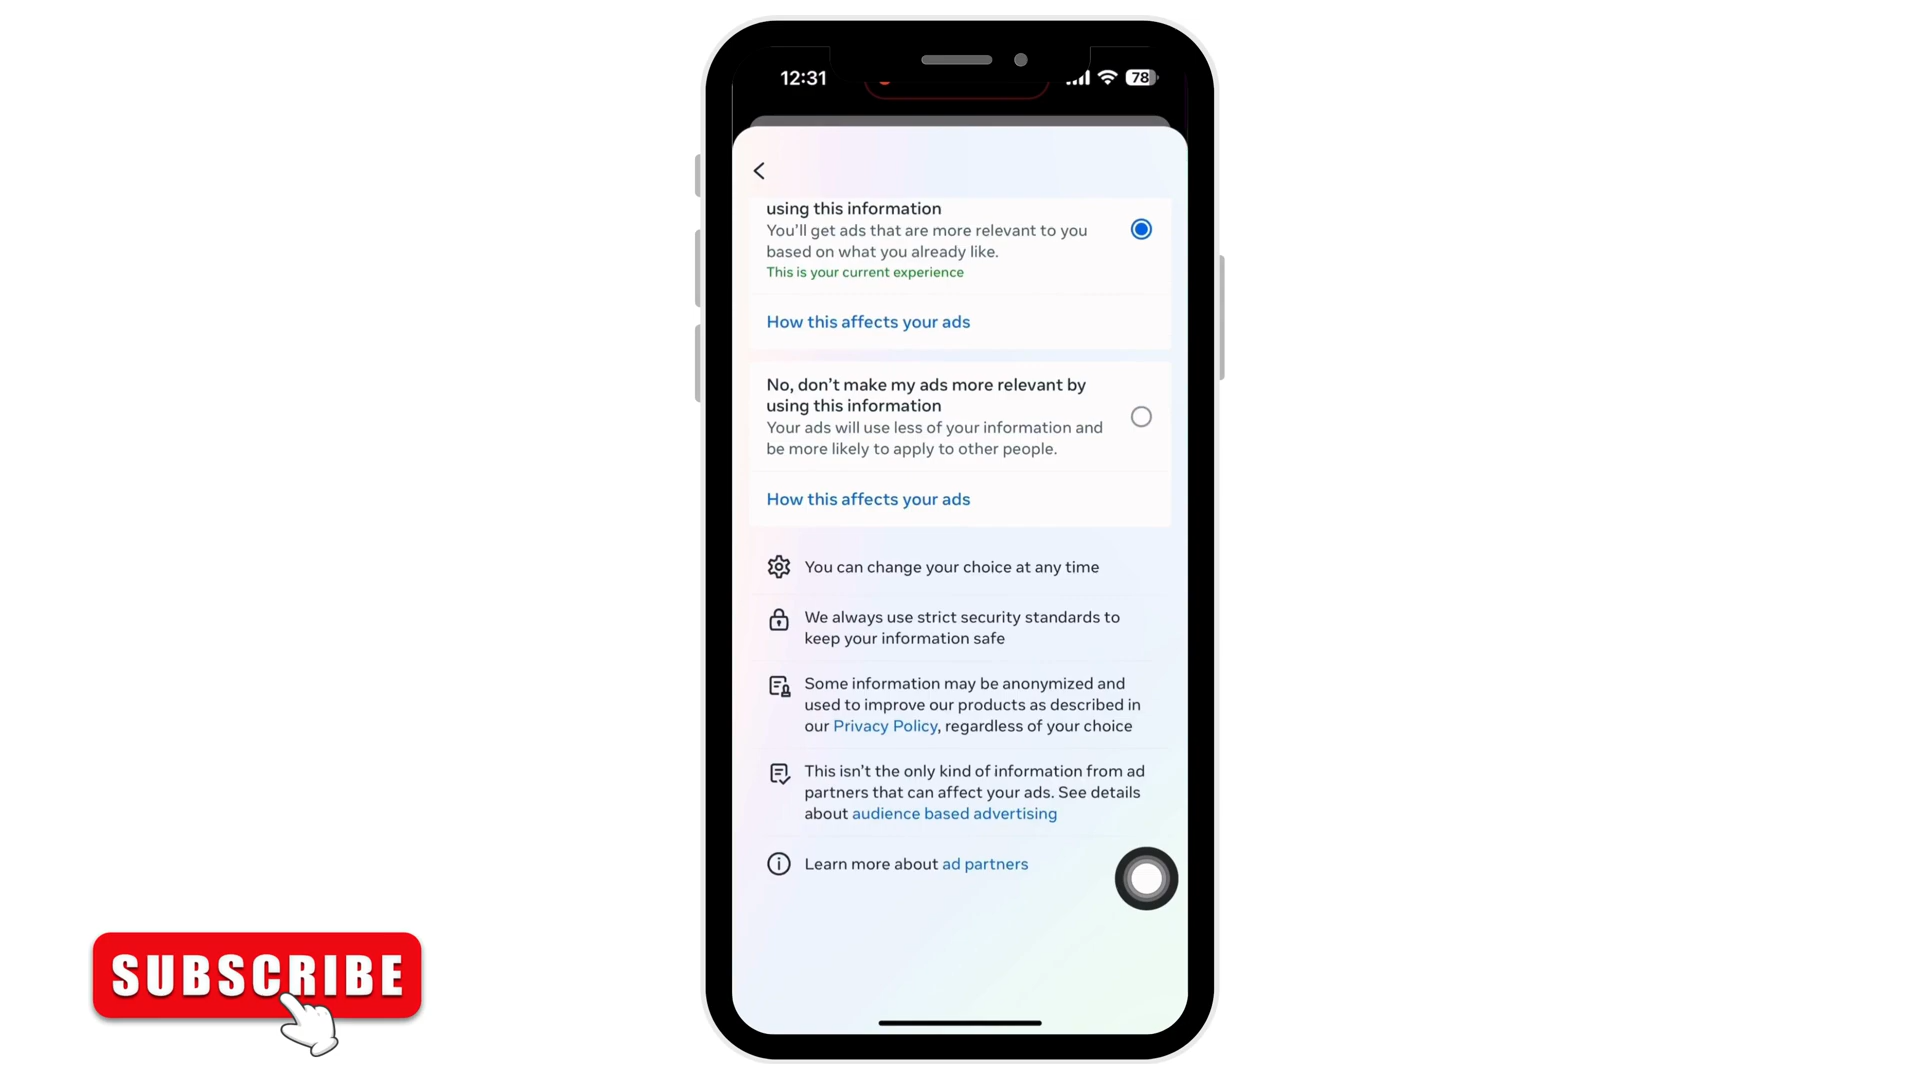 12:31
78
using this information
You'll get ads that are more relevant to you
based on what you already like.
This is your current experience
How this affects your ads
No, don't make my ads more relevant by
using this information
Your ads will use less of your information and
be more likely to apply to other people.
How this affects your ads
You can change your choice at any time
We always use strict security standards to
keep your information safe
Some information may be anonymized and
used to improve our products as described in
our Privacy Policy, regardless of your choice
This isn't the only kind of information from ad
partners that can affect your ads. See details
about audience based advertising
Learn more about ad partners
SUBSCRIBE